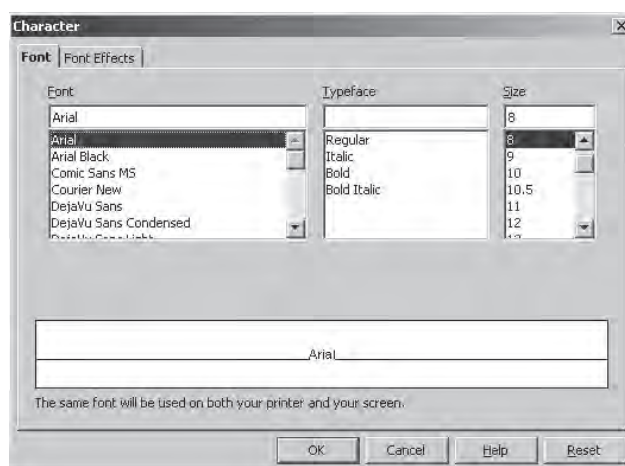 Character
Font Font Effects
Font Typeface Size
Arial 8
Arial Regular 8
Arial Black Italic 9
Comic Sans MS Bold 10
Courier New Bold Italic 10.5
DejaVu Sans 11
DejaVu Sans Condensed 12
Arial
The same font will be used on both your printer and your screen.
OK Cancel Help Reset